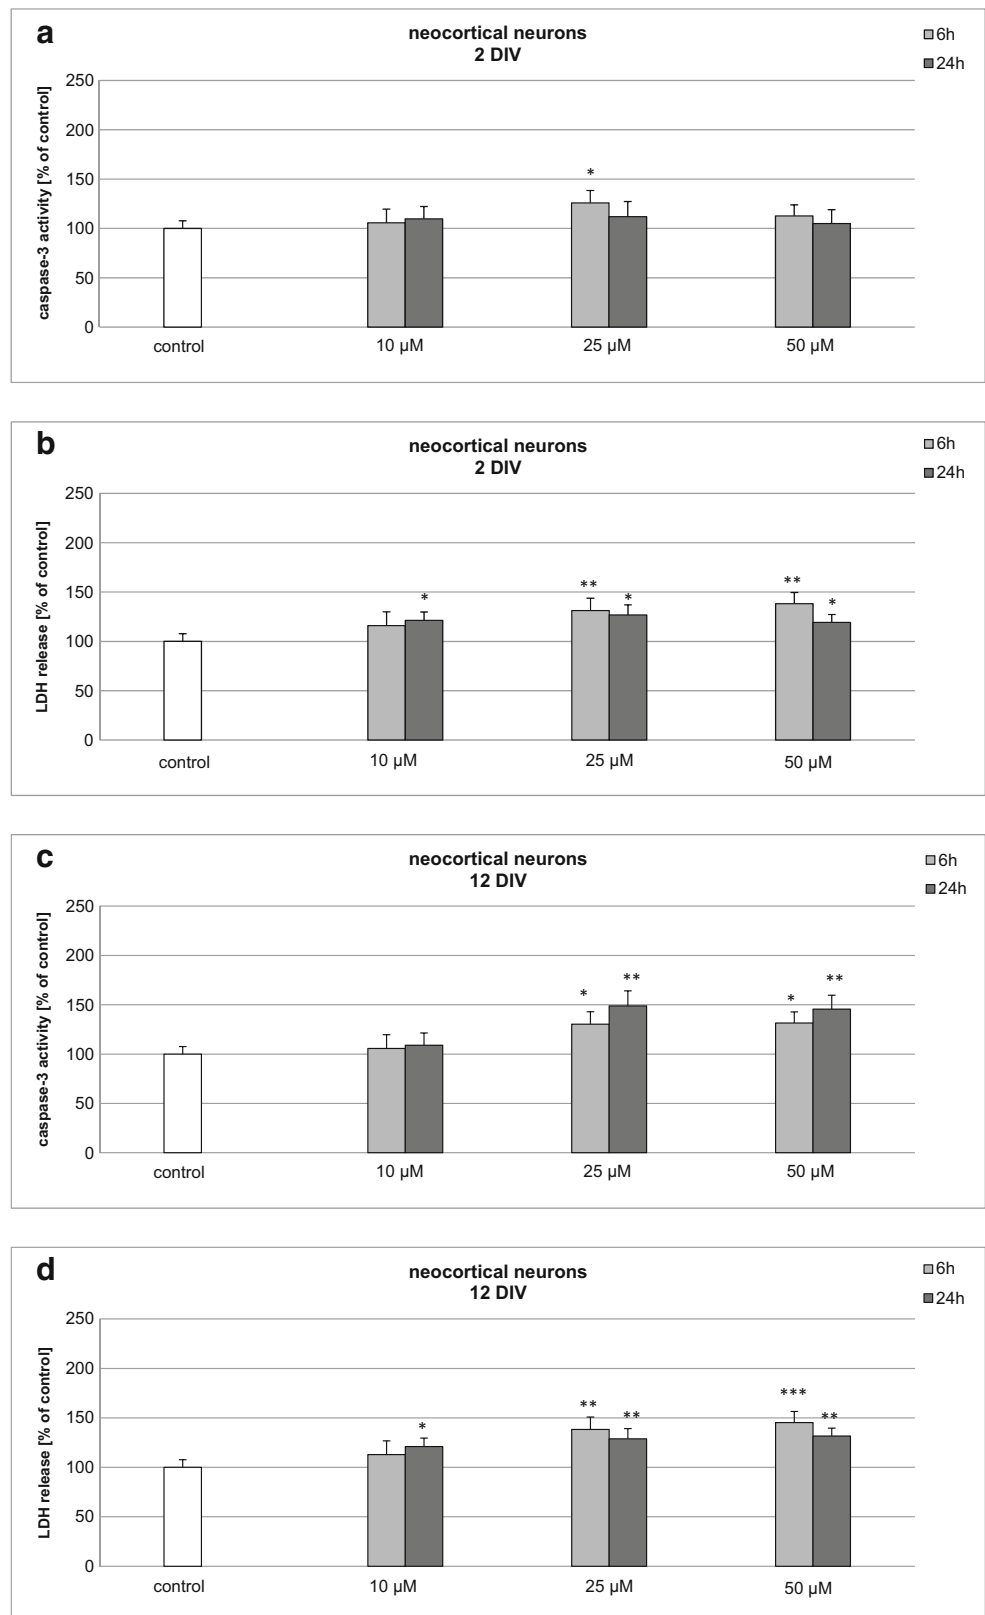 a
neocortical neurons
2 DIV
6h
24h
caspase-3 activity [% of control]
250
200
150
100
50
0
*
control
10 µM
25 µM
50 µM
b
neocortical neurons
2 DIV
6h
24h
LDH release [% of control]
250
200
150
100
50
0
*
**
*
**
*
control
10 µM
25 µM
50 µM
c
neocortical neurons
12 DIV
6h
24h
caspase-3 activity [% of control]
250
200
150
100
50
0
*
**
*
**
control
10 µM
25 µM
50 µM
d
neocortical neurons
12 DIV
6h
24h
LDH release [% of control]
250
200
150
100
50
0
*
**
**
***
**
control
10 µM
25 µM
50 µM